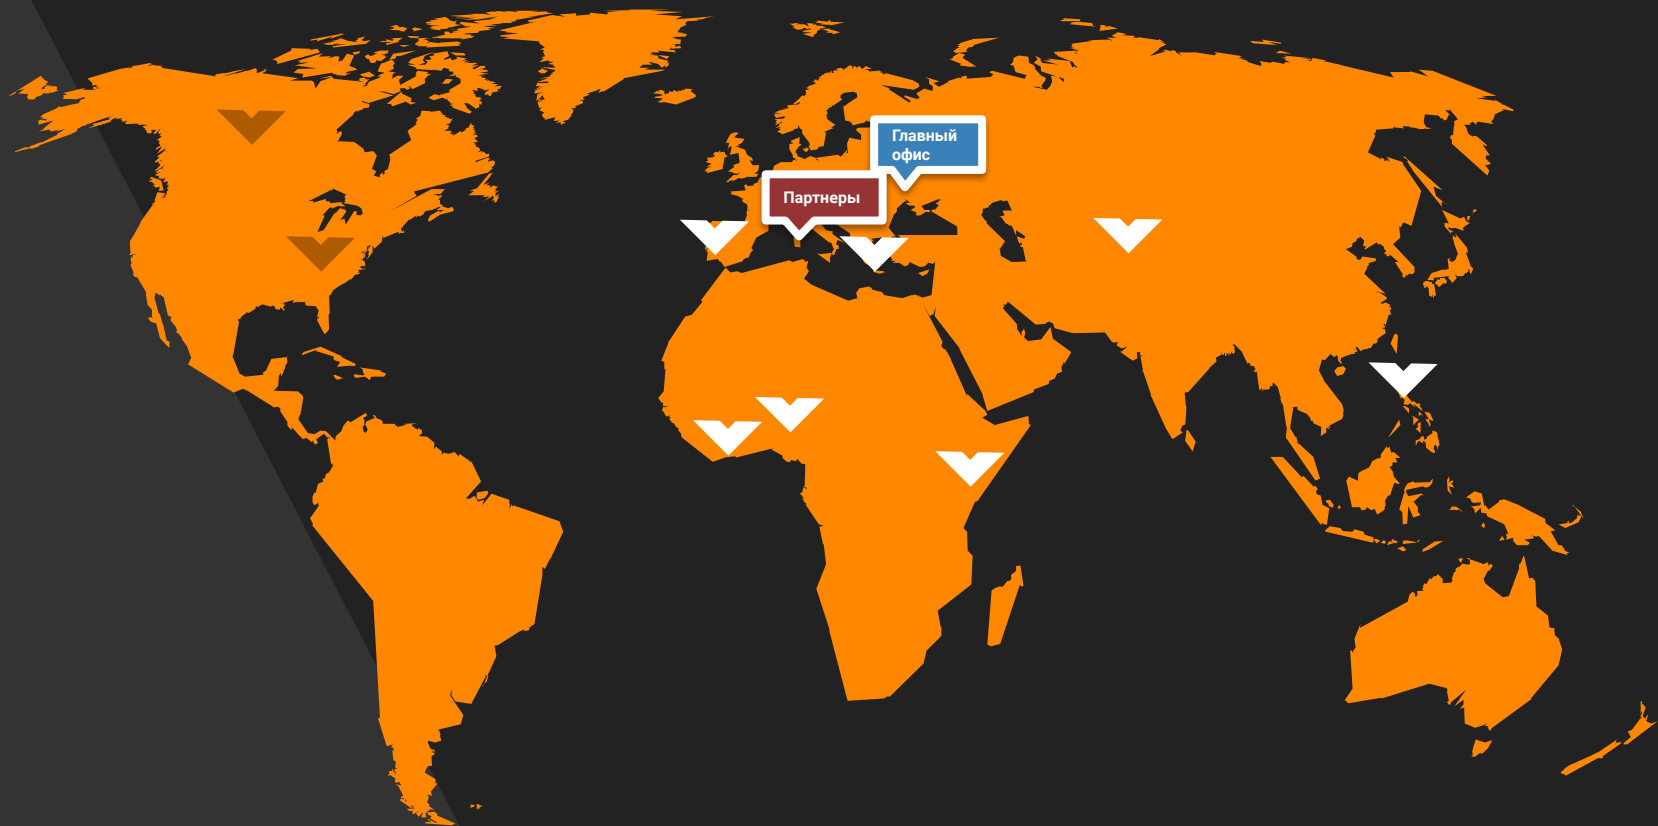 Главный
офис
Партнеры